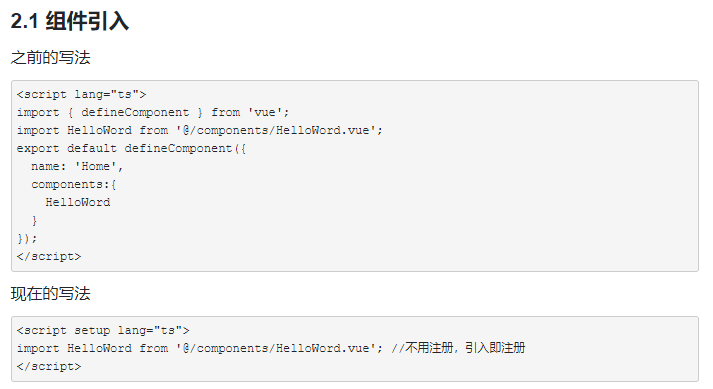 2.1 组件引入
之前的写法
<script lang="ts">
import { defineComponent } from 'vue';
import HelloWord from '@/components/HelloWord.vue';
export default defineComponent({
  name: 'Home',
  components:{
    HelloWord
  }
});
</script>
现在的写法
<script setup lang="ts">
import HelloWord from '@/components/HelloWord.vue'; //不用注册，引入即注册
</script>